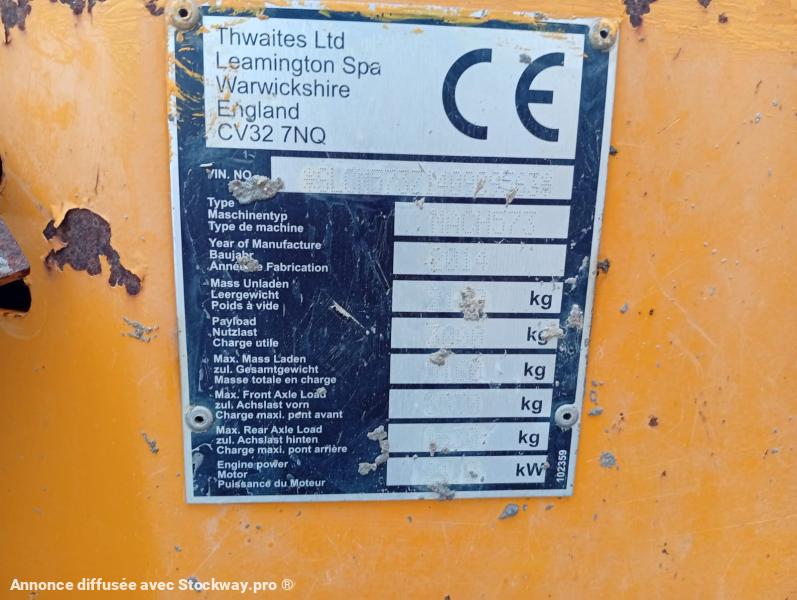 Thwaites Ltd
Leamington Spa
Warwickshire
England
CV32 7NQ
CE
VIN. NO.
Type
Maschinentyp
Type de machine
Year of Manufacture
Baujahr
Année de Fabrication
2014
Mass Unladen
Leergewicht
Poids à vide
kg
Payload
Nutzlast
Charge utile
kg
Max. Mass Laden
zul. Gesamtgewicht
Masse totale en charge
kg
Max. Front Axle Load
zul. Achslast vorn
Charge maxi. pont avant
kg
Max. Rear Axle Load
zul. Achslast hinten
Charge maxi. pont arrière
kg
Engine power
Motor
Puissance du Moteur
kW
102359
Annonce diffusée avec Stockway.pro ®